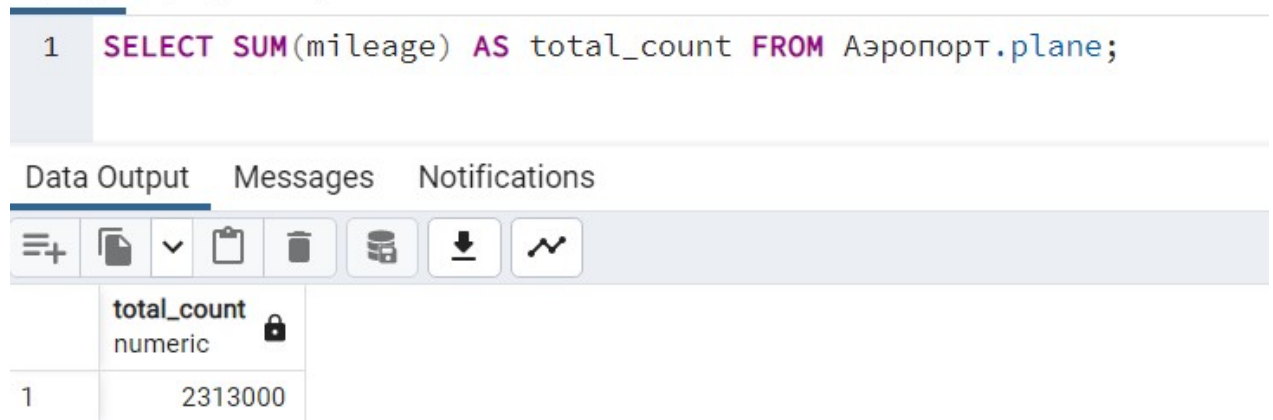 1 SELECT SUM(mileage) AS total_count FROM Аэропорт.plane;
Data Output Messages Notifications
total_count
numeric
1 2313000